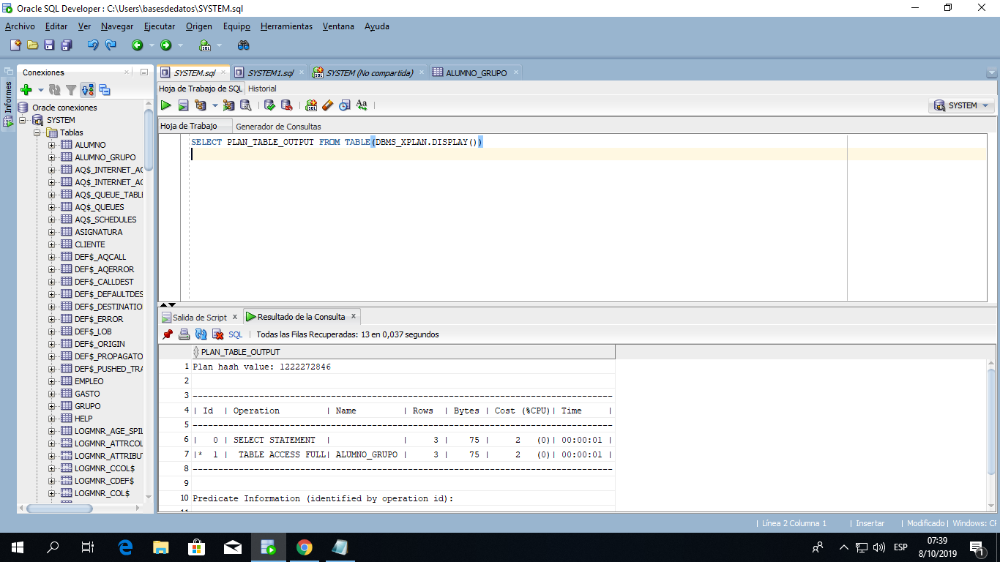 Oracle SQL Developer : C:\Users\basesdedatos\SYSTEM.sql
Archivo Editar Ver Navegar Ejecutar Origen Equipo Herramientas Ventana Ayuda
Informes
Conexiones
Oracle conexiones
SYSTEM
Tablas
ALUMNO
ALUMNO_GRUPO
AQ$_INTERNET_AG
AQ$_INTERNET_AG
AQ$_QUEUE_TABL
AQ$_QUEUES
AQ$_SCHEDULES
ASIGNATURA
CLIENTE
DEF$_AQCALL
DEF$_AQERROR
DEF$_CALLDEST
DEF$_DEFAULTDES
DEF$_DESTINATIO
DEF$_ERROR
DEF$_LOB
DEF$_ORIGIN
DEF$_PROPAGATO
DEF$_PUSHED_TRA
EMPLEO
GASTO
GRUPO
HELP
LOGMNR_AGE_SPIL
LOGMNR_ATTRCOL
LOGMNR_ATTRIBUT
LOGMNR_CCOL$
LOGMNR_CDEF$
LOGMNR_COL$
SYSTEM.sql SYSTEM1.sql SYSTEM (No compartida) ALUMNO_GRUPO
Hoja de Trabajo de SQL Historial
SYSTEM
Hoja de Trabajo Generador de Consultas
SELECT PLAN_TABLE_OUTPUT FROM TABLE(DBMS_XPLAN.DISPLAY())
Salida de Script x Resultado de la Consulta x
SQL | Todas las Filas Recuperadas: 13 en 0,037 segundos
PLAN_TABLE_OUTPUT
1 Plan hash value: 1222272846
2
3 ----------------------------------------------------------------------------------
4 | Id | Operation | Name | Rows | Bytes | Cost (%CPU)| Time |
5 ----------------------------------------------------------------------------------
6 | 0 | SELECT STATEMENT | | 3 | 75 | 2 (0)| 00:00:01 |
7 |* 1 | TABLE ACCESS FULL| ALUMNO_GRUPO | 3 | 75 | 2 (0)| 00:00:01 |
8 ----------------------------------------------------------------------------------
9
10 Predicate Information (identified by operation id):
| Línea 2 Columna 1 | Insertar | Modificado | Windows: CF
ESP
07:39
8/10/2019
1